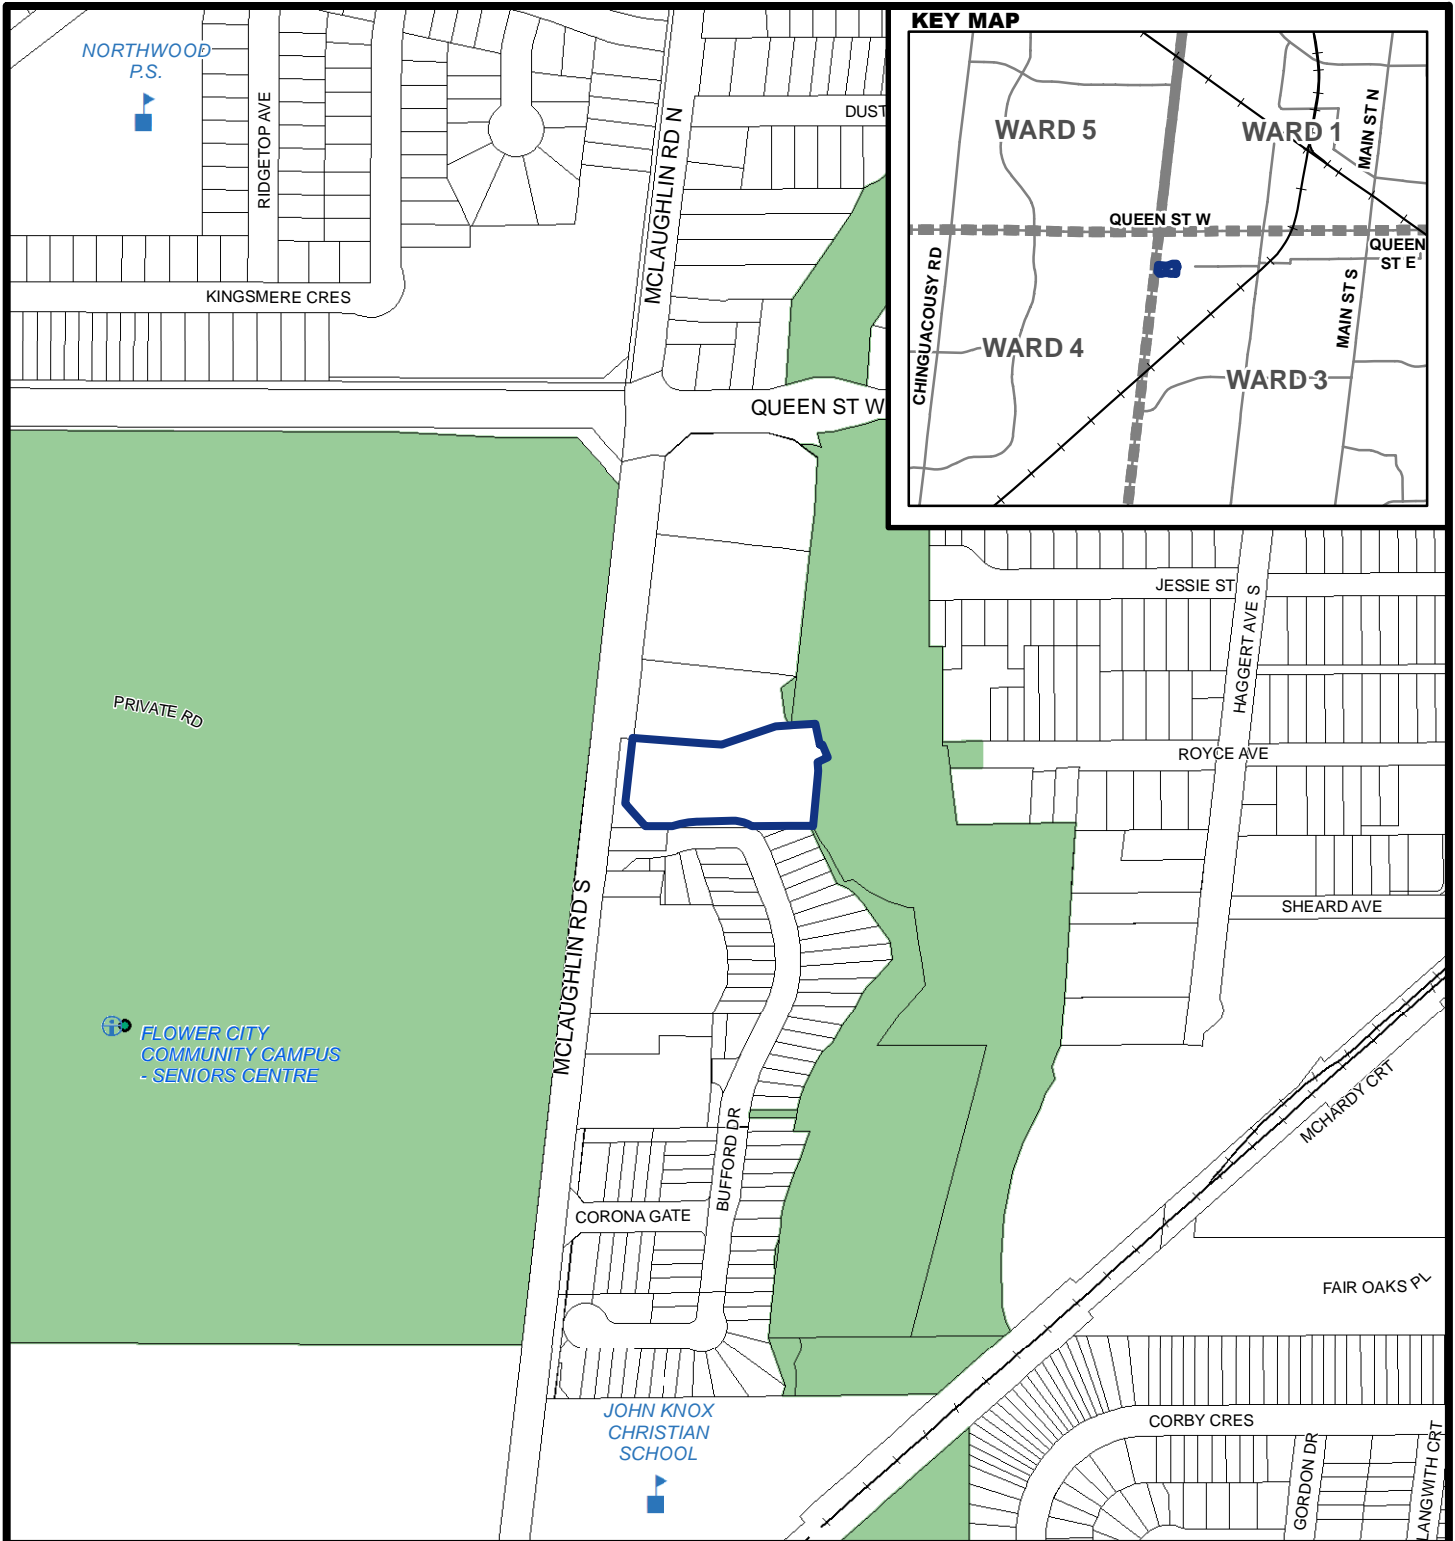 NORTHWOOD
P.S.
RIDGETOP AVE
KINGSMERE CRES
MCLAUGHLIN RD N
DUST
QUEEN ST W
KEY MAP
WARD 5
WARD 1
MAIN ST N
QUEEN ST W
QUEEN
ST E
CHINGUACOUSY RD
MAIN ST S
WARD 4
WARD 3
JESSIE ST
HAGGERT AVE S
PRIVATE RD
ROYCE AVE
SHEARD AVE
MCLAUGHLIN RD S
FLOWER CITY
COMMUNITY CAMPUS
- SENIORS CENTRE
MCHARDY CRT
BUFFORD DR
CORONA GATE
FAIR OAKS PL
JOHN KNOX
CHRISTIAN
SCHOOL
CORBY CRES
GORDON DR
LANGWITH CRT